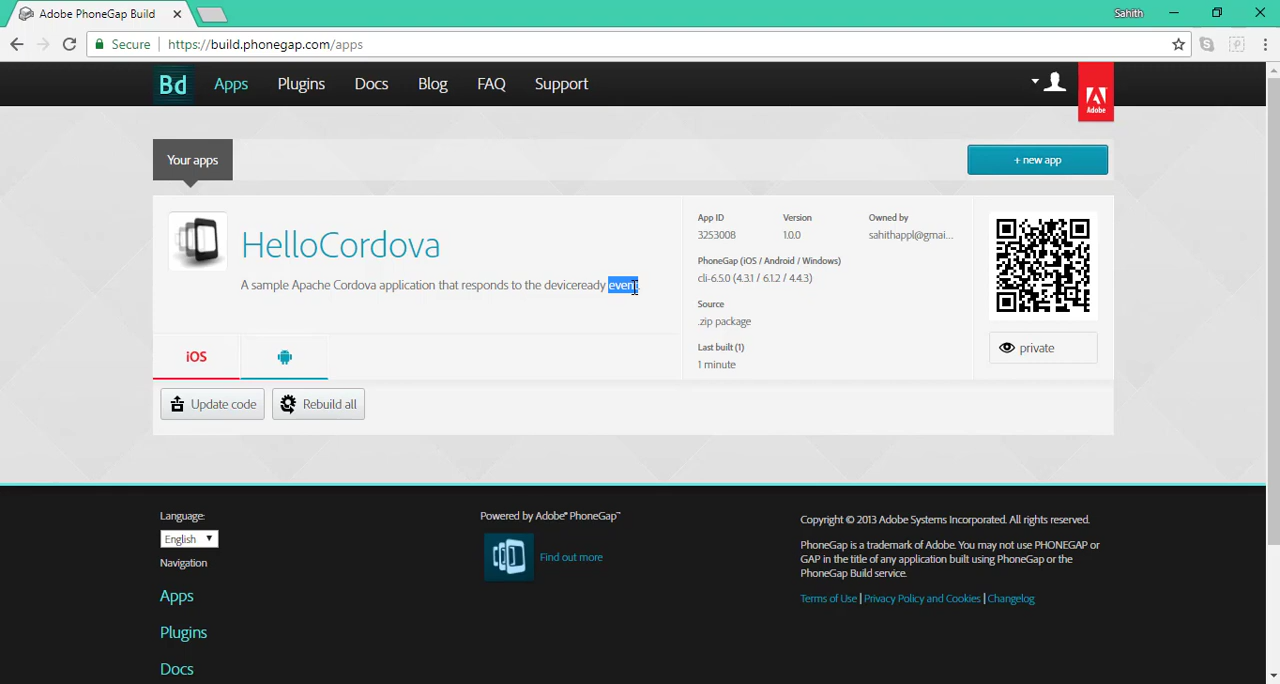 Adobe PhoneGap Build
Sahith
Secure
https://build.phonegap.com/apps
Bd Apps Plugins Docs Blog FAQ Support
Adobe
Your apps
+ new app
HelloCordova
A sample Apache Cordova application that responds to the deviceready event.
App ID Version Owned by
3253008 1.0.0 sahithappl@gmai...
PhoneGap (iOS / Android / Windows)
cli-6.5.0 (4.3.1 / 6.1.2 / 4.4.3)
Source
.zip package
Last built (1)
1 minute
private
iOS
Update code Rebuild all
Language:
English
Navigation
Apps
Plugins
Docs
Powered by Adobe® PhoneGap™
Find out more
Copyright © 2013 Adobe Systems Incorporated. All rights reserved.
PhoneGap is a trademark of Adobe. You may not use PHONEGAP or
GAP in the title of any application built using PhoneGap or the
PhoneGap Build service.
Terms of Use | Privacy Policy and Cookies | Changelog